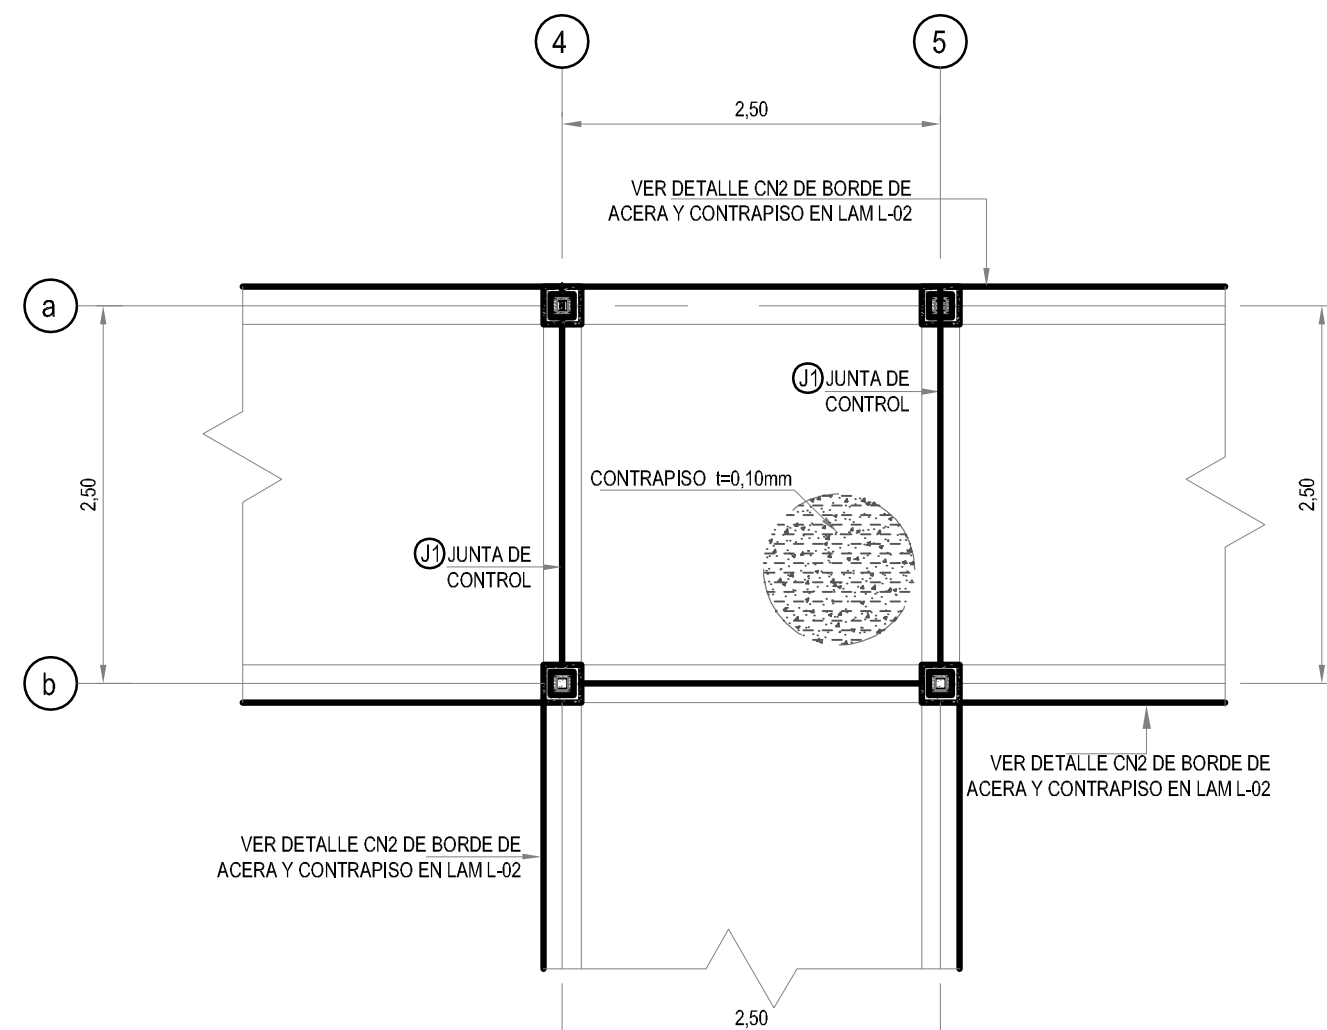 4
5
2,50
VER DETALLE CN2 DE BORDE DE
ACERA Y CONTRAPISO EN LAM L-02
a
J1 JUNTA DE
CONTROL
CONTRAPISO t=0,10mm
2,50
2,50
J1 JUNTA DE
CONTROL
b
VER DETALLE CN2 DE BORDE DE
ACERA Y CONTRAPISO EN LAM L-02
VER DETALLE CN2 DE BORDE DE
ACERA Y CONTRAPISO EN LAM L-02
2,50